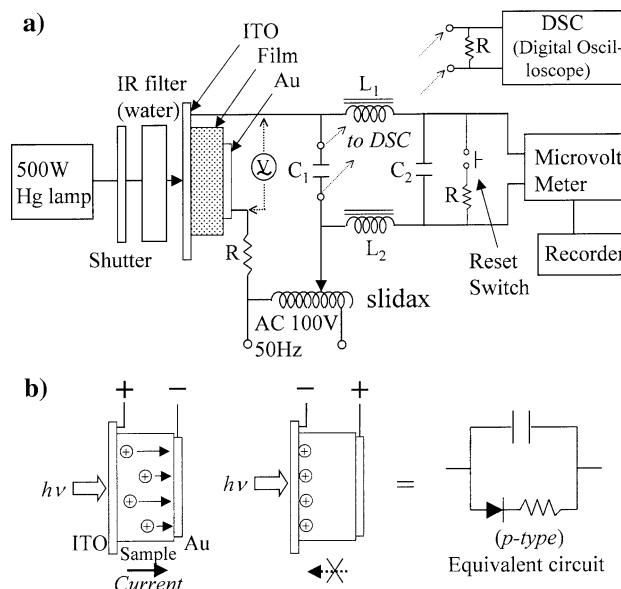 a)
ITO
Film
Au
IR filter
(water)
500W
Hg lamp
Shutter
V
R
L₁
to DSC
C₁
C₂
R
L₂
R
DSC
(Digital Oscil-
loscope)
Microvolt
Meter
Recorder
Reset
Switch
slidax
AC 100V
50Hz
b)
+ −
− +
hν
ITO
Sample
Au
Current
hν
=
(p-type)
Equivalent circuit